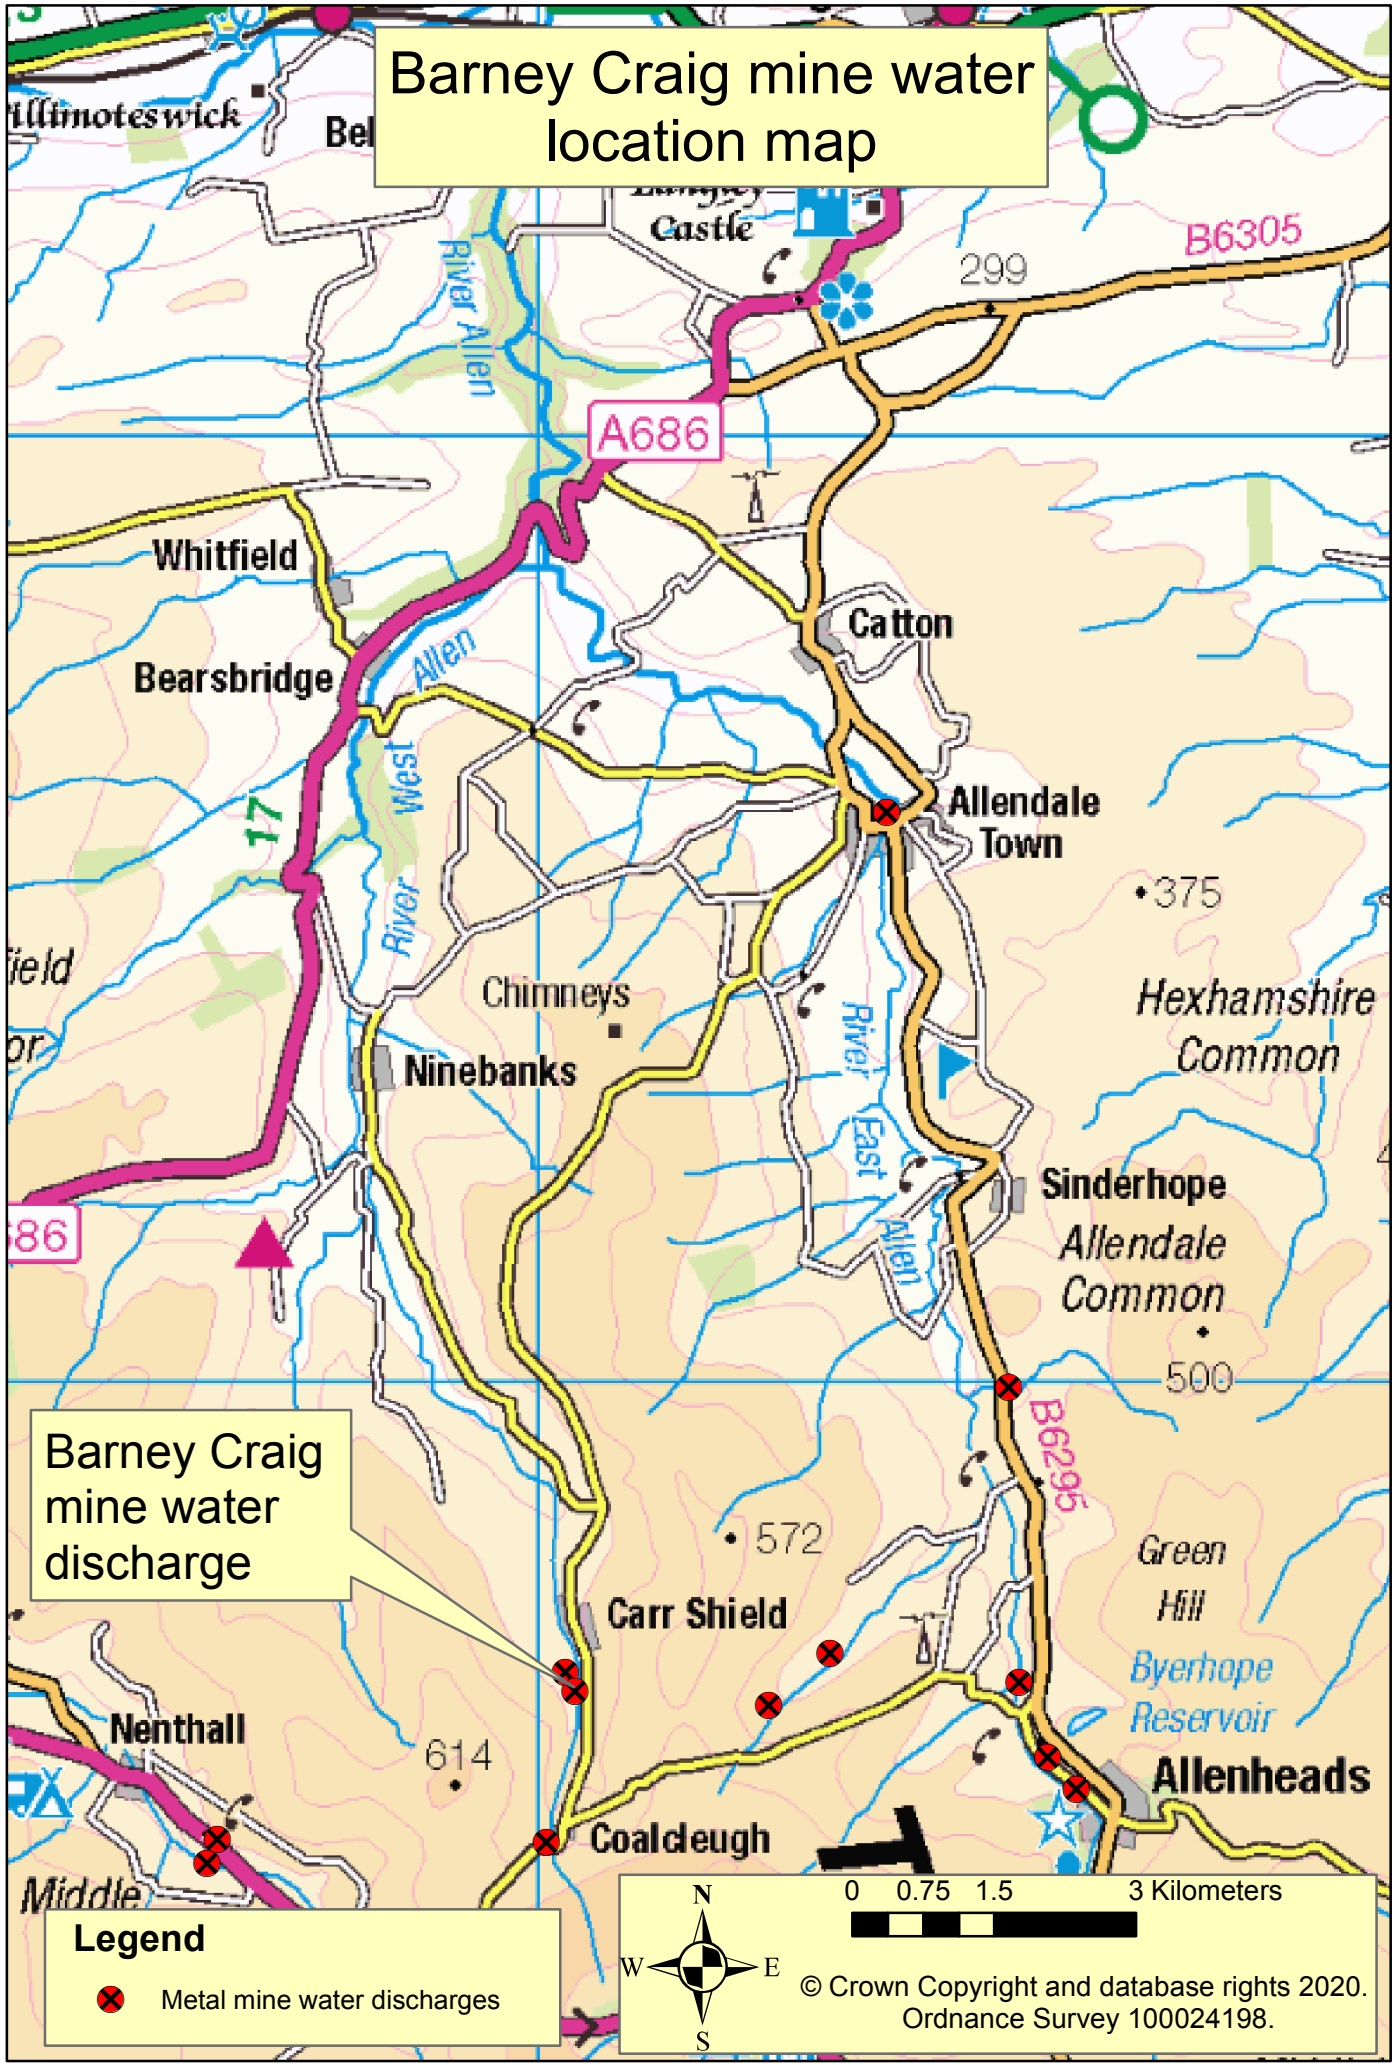 Barney Craig mine water
location map
B6305
299
Castle
River Allen
A686
Whitfield
Catton
Bearsbridge
Allen
West
River
17
Allendale
Town
375
Chimneys
Hexhamshire
Common
River
East
Allen
Ninebanks
Sinderhope
Allendale
Common
500
B6295
Barney Craig
mine water
discharge
572
Green
Hill
Carr Shield
Byerhope
Reservoir
Nenthall
614
Allenheads
Coalcleugh
Middle
Legend
Metal mine water discharges
N
W E
S
0 0.75 1.5 3 Kilometers
© Crown Copyright and database rights 2020.
Ordnance Survey 100024198.